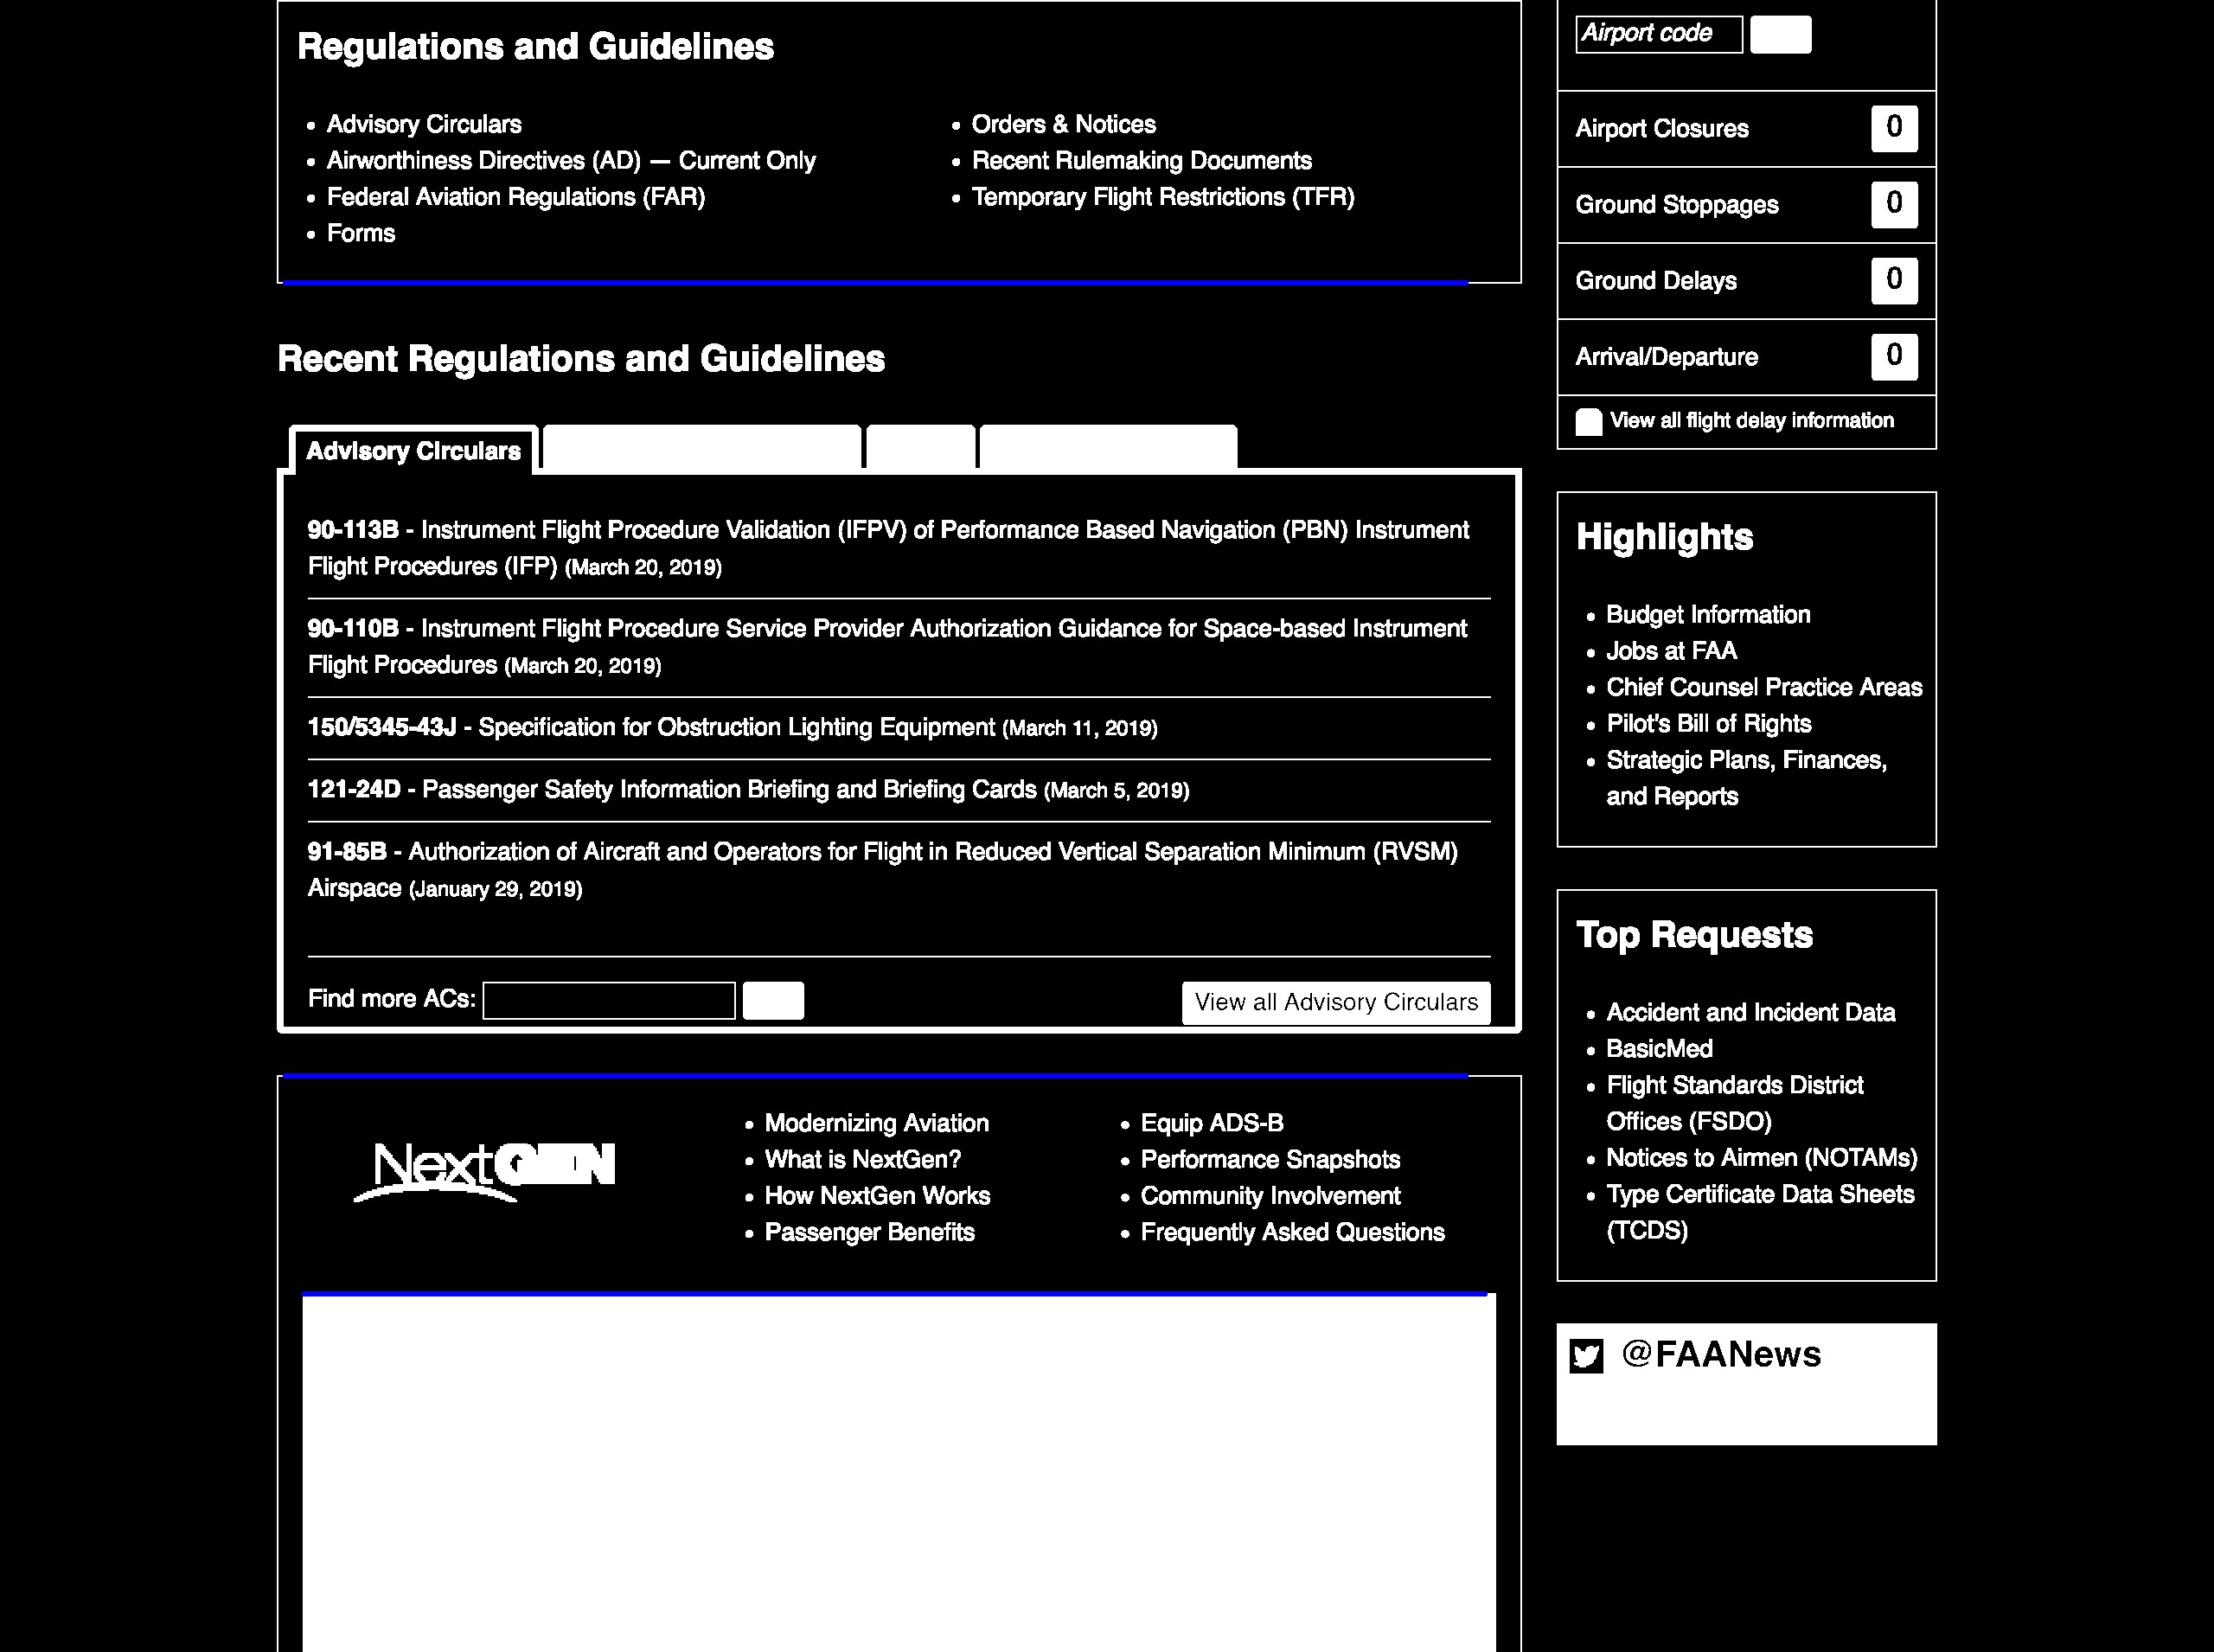 Regulations and Guidelines
• Advisory Circulars
• Airworthiness Directives (AD) — Current Only
• Federal Aviation Regulations (FAR)
• Forms
• Orders & Notices
• Recent Rulemaking Documents
• Temporary Flight Restrictions (TFR)
Recent Regulations and Guidelines
Advisory Circulars
90-113B - Instrument Flight Procedure Validation (IFPV) of Performance Based Navigation (PBN) Instrument
Flight Procedures (IFP) (March 20, 2019)
90-110B - Instrument Flight Procedure Service Provider Authorization Guidance for Space-based Instrument
Flight Procedures (March 20, 2019)
150/5345-43J - Specification for Obstruction Lighting Equipment (March 11, 2019)
121-24D - Passenger Safety Information Briefing and Briefing Cards (March 5, 2019)
91-85B - Authorization of Aircraft and Operators for Flight in Reduced Vertical Separation Minimum (RVSM)
Airspace (January 29, 2019)
Find more ACs:
View all Advisory Circulars
NextGEN
• Modernizing Aviation
• What is NextGen?
• How NextGen Works
• Passenger Benefits
• Equip ADS-B
• Performance Snapshots
• Community Involvement
• Frequently Asked Questions
Airport code
Airport Closures 0
Ground Stoppages 0
Ground Delays 0
Arrival/Departure 0
View all flight delay information
Highlights
• Budget Information
• Jobs at FAA
• Chief Counsel Practice Areas
• Pilot's Bill of Rights
• Strategic Plans, Finances,
and Reports
Top Requests
• Accident and Incident Data
• BasicMed
• Flight Standards District
Offices (FSDO)
• Notices to Airmen (NOTAMs)
• Type Certificate Data Sheets
(TCDS)
@FAANews